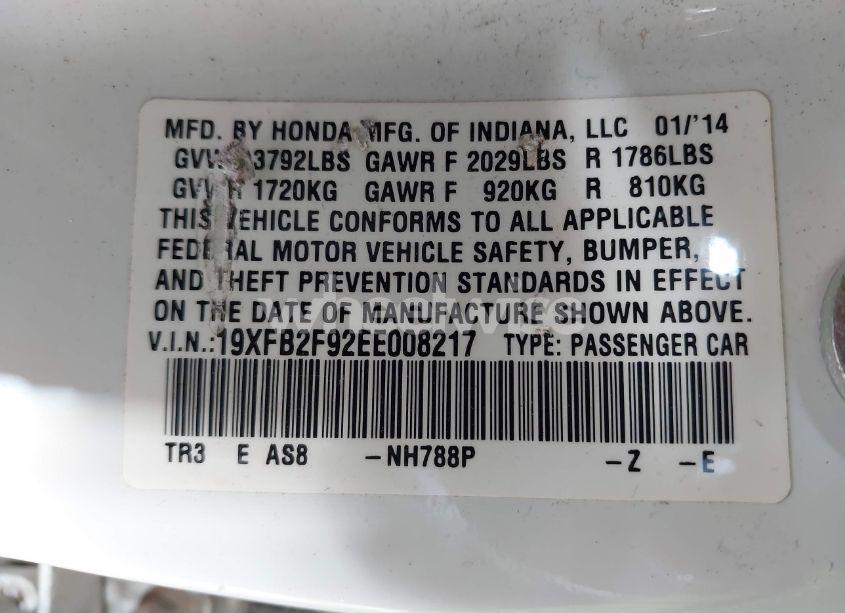 MFD. BY HONDA MFG. OF INDIANA, LLC 01/'14
GVWR 3792LBS GAWR F 2029LBS R 1786LBS
GVWR 1720KG GAWR F 920KG R 810KG
THIS VEHICLE CONFORMS TO ALL APPLICABLE
FEDERAL MOTOR VEHICLE SAFETY, BUMPER,
AND THEFT PREVENTION STANDARDS IN EFFECT
ON THE DATE OF MANUFACTURE SHOWN ABOVE.
V.I.N.:19XFB2F92EE008217 TYPE: PASSENGER CAR
TR3 E AS8 -NH788P -Z -E